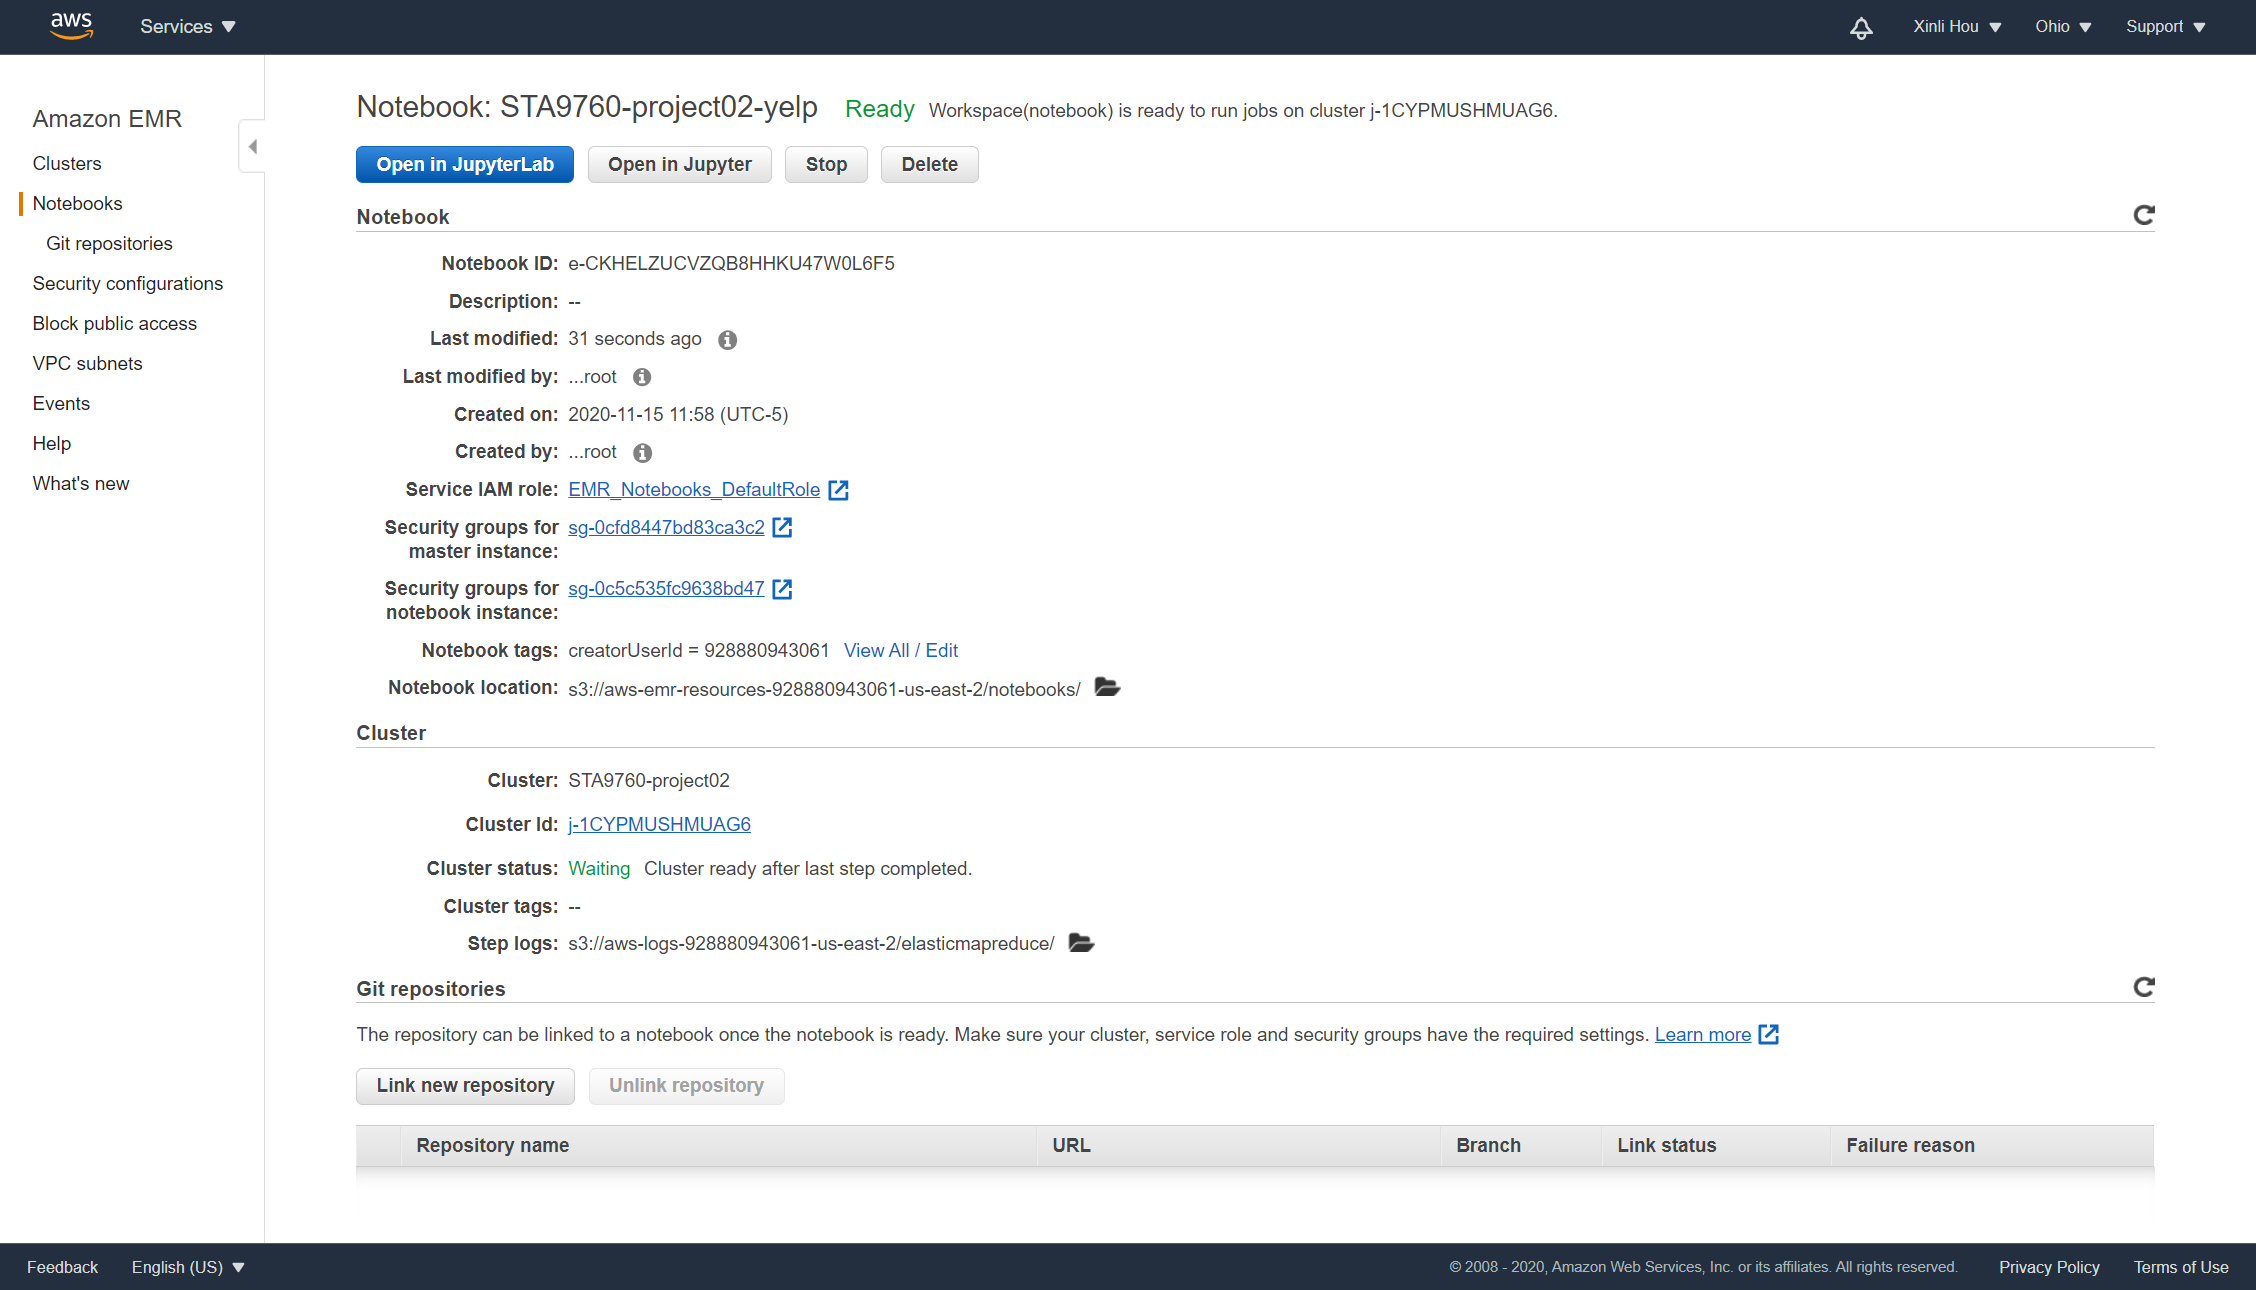 aws Services Xinli Hou Ohio Support
Amazon EMR
Clusters
Notebooks
Git repositories
Security configurations
Block public access
VPC subnets
Events
Help
What's new
Notebook: STA9760-project02-yelp Ready Workspace(notebook) is ready to run jobs on cluster j-1CYPMUSHMUAG6.
Open in JupyterLab Open in Jupyter Stop Delete
Notebook
Notebook ID: e-CKHELZUCVZQB8HHKU47W0L6F5
Description: --
Last modified: 31 seconds ago
Last modified by: ...root
Created on: 2020-11-15 11:58 (UTC-5)
Created by: ...root
Service IAM role: EMR_Notebooks_DefaultRole
Security groups for sg-0cfd8447bd83ca3c2
master instance:
Security groups for sg-0c5c535fc9638bd47
notebook instance:
Notebook tags: creatorUserId = 928880943061 View All / Edit
Notebook location: s3://aws-emr-resources-928880943061-us-east-2/notebooks/
Cluster
Cluster: STA9760-project02
Cluster Id: j-1CYPMUSHMUAG6
Cluster status: Waiting Cluster ready after last step completed.
Cluster tags: --
Step logs: s3://aws-logs-928880943061-us-east-2/elasticmapreduce/
Git repositories
The repository can be linked to a notebook once the notebook is ready. Make sure your cluster, service role and security groups have the required settings. Learn more
Link new repository Unlink repository
Repository name URL Branch Link status Failure reason
Feedback English (US) © 2008 - 2020, Amazon Web Services, Inc. or its affiliates. All rights reserved. Privacy Policy Terms of Use